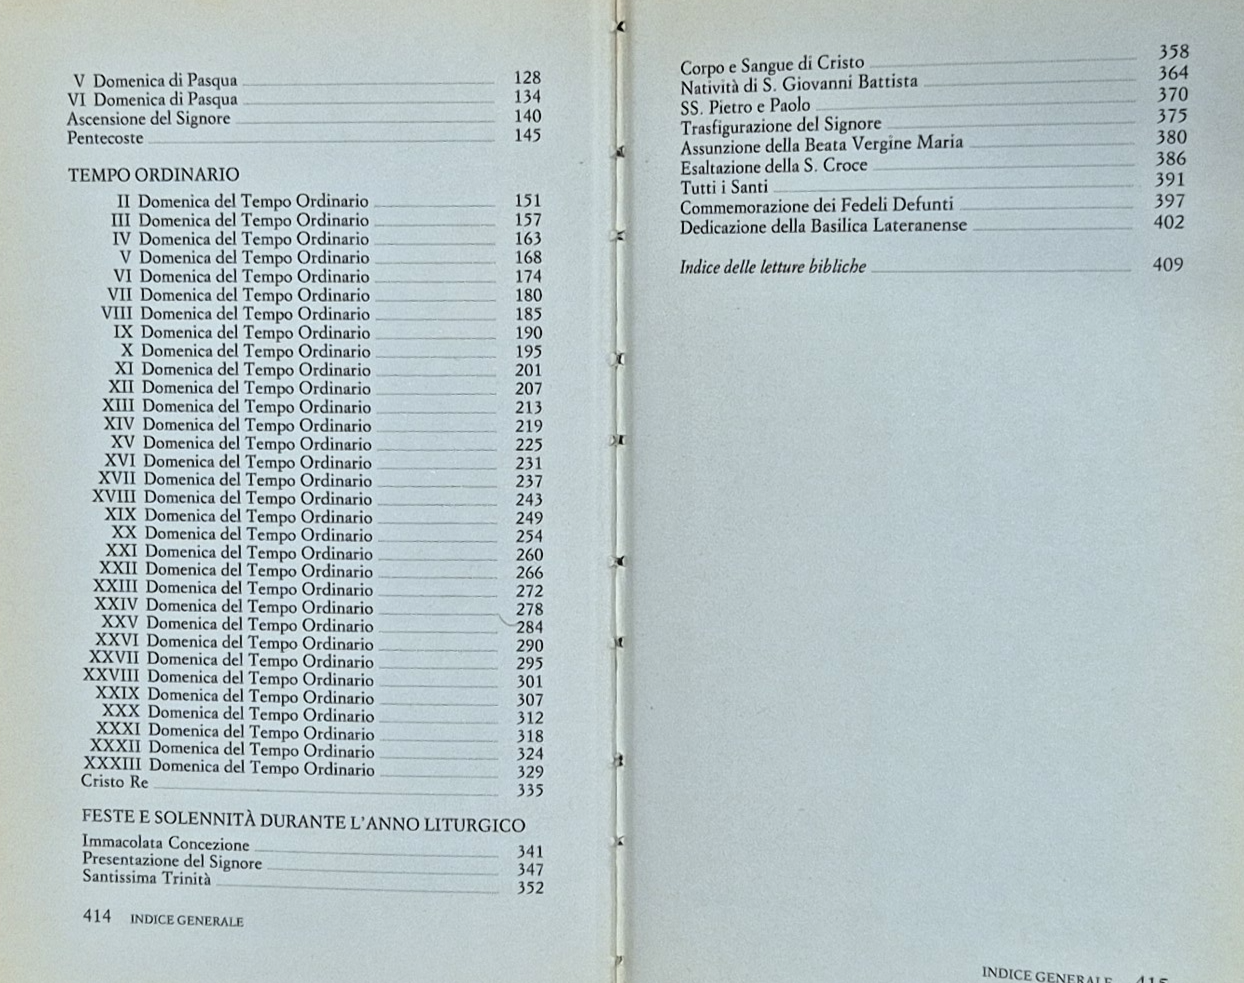 V Domenica di Pasqua 128
VI Domenica di Pasqua 134
Ascensione del Signore 140
Pentecoste 145
TEMPO ORDINARIO
II Domenica del Tempo Ordinario 151
III Domenica del Tempo Ordinario 157
IV Domenica del Tempo Ordinario 163
V Domenica del Tempo Ordinario 168
VI Domenica del Tempo Ordinario 174
VII Domenica del Tempo Ordinario 180
VIII Domenica del Tempo Ordinario 185
IX Domenica del Tempo Ordinario 190
X Domenica del Tempo Ordinario 195
XI Domenica del Tempo Ordinario 201
XII Domenica del Tempo Ordinario 207
XIII Domenica del Tempo Ordinario 213
XIV Domenica del Tempo Ordinario 219
XV Domenica del Tempo Ordinario 225
XVI Domenica del Tempo Ordinario 231
XVII Domenica del Tempo Ordinario 237
XVIII Domenica del Tempo Ordinario 243
XIX Domenica del Tempo Ordinario 249
XX Domenica del Tempo Ordinario 254
XXI Domenica del Tempo Ordinario 260
XXII Domenica del Tempo Ordinario 266
XXIII Domenica del Tempo Ordinario 272
XXIV Domenica del Tempo Ordinario 278
XXV Domenica del Tempo Ordinario 284
XXVI Domenica del Tempo Ordinario 290
XXVII Domenica del Tempo Ordinario 295
XXVIII Domenica del Tempo Ordinario 301
XXIX Domenica del Tempo Ordinario 307
XXX Domenica del Tempo Ordinario 312
XXXI Domenica del Tempo Ordinario 318
XXXII Domenica del Tempo Ordinario 324
XXXIII Domenica del Tempo Ordinario 329
Cristo Re 335
FESTE E SOLENNITÀ DURANTE L'ANNO LITURGICO
Immacolata Concezione 341
Presentazione del Signore 347
Santissima Trinità 352
414 INDICE GENERALE
Corpo e Sangue di Cristo 358
Natività di S. Giovanni Battista 364
SS. Pietro e Paolo 370
Trasfigurazione del Signore 375
Assunzione della Beata Vergine Maria 380
Esaltazione della S. Croce 386
Tutti i Santi 391
Commemorazione dei Fedeli Defunti 397
Dedicazione della Basilica Lateranense 402
Indice delle letture bibliche 409
INDICE GENERALE 415